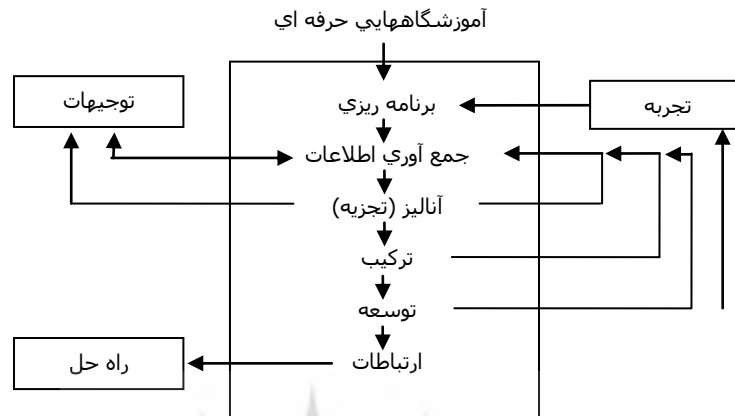 آموزشگاههايي حرفه اي
برنامه ريزي
تجربه
توجيهات
جمع آوري اطلاعات
آناليز (تجزيه)
تركيب
توسعه
ارتباطات
راه حل